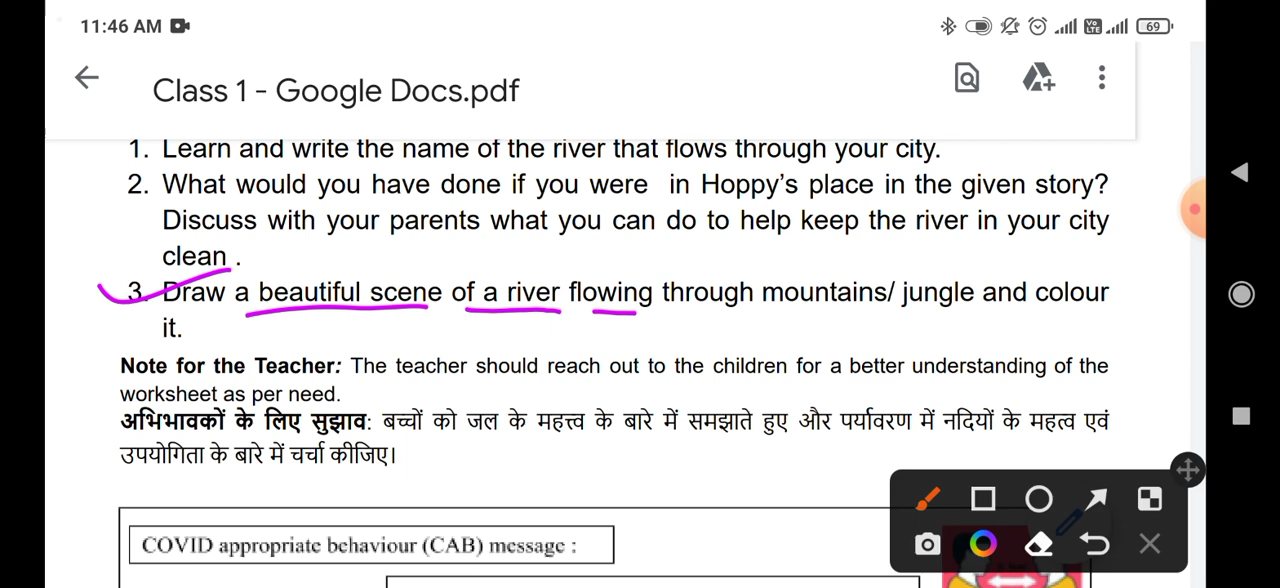 11:46 AM
Vo LTE
69
Class 1 - Google Docs.pdf
1. Learn and write the name of the river that flows through your city.
2. What would you have done if you were in Hoppy's place in the given story?
Discuss with your parents what you can do to help keep the river in your city
clean .
3. Draw a beautiful scene of a river flowing through mountains/ jungle and colour
it.
Note for the Teacher: The teacher should reach out to the children for a better understanding of the
worksheet as per need.
अभिभावकों के लिए सुझाव: बच्चों को जल के महत्त्व के बारे में समझाते हुए और पर्यावरण में नदियों के महत्व एवं
उपयोगिता के बारे में चर्चा कीजिए।
COVID appropriate behaviour (CAB) message :